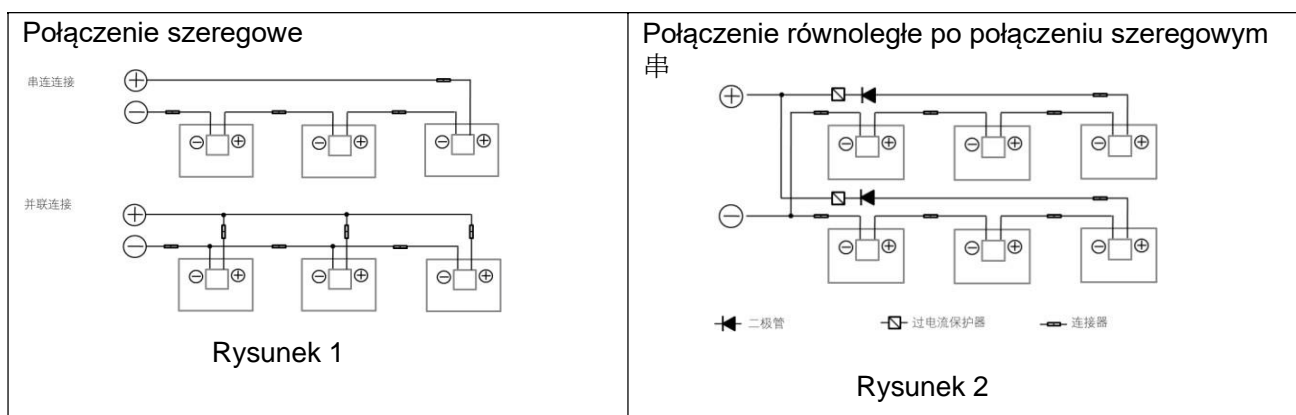 Połączenie szeregowe
串连连接
并联连接
Rysunek 1
Połączenie równoległe po połączeniu szeregowym
串
二极管
过电流保护器
连接器
Rysunek 2